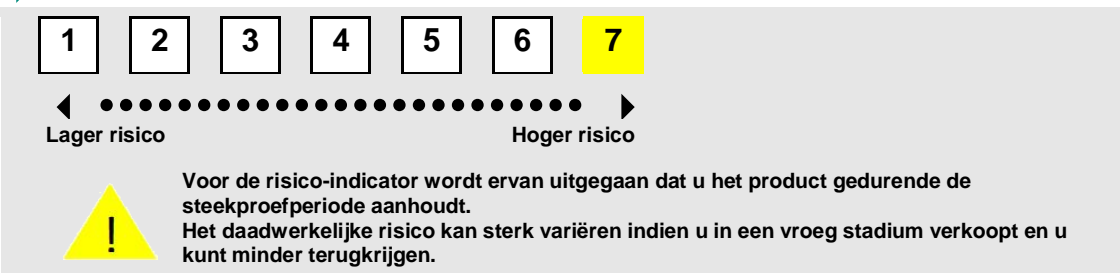 1 2 3 4 5 6 7
Lager risico Hoger risico
Voor de risico-indicator wordt ervan uitgegaan dat u het product gedurende de
steekproefperiode aanhoudt.
Het daadwerkelijke risico kan sterk variëren indien u in een vroeg stadium verkoopt en u
kunt minder terugkrijgen.
!